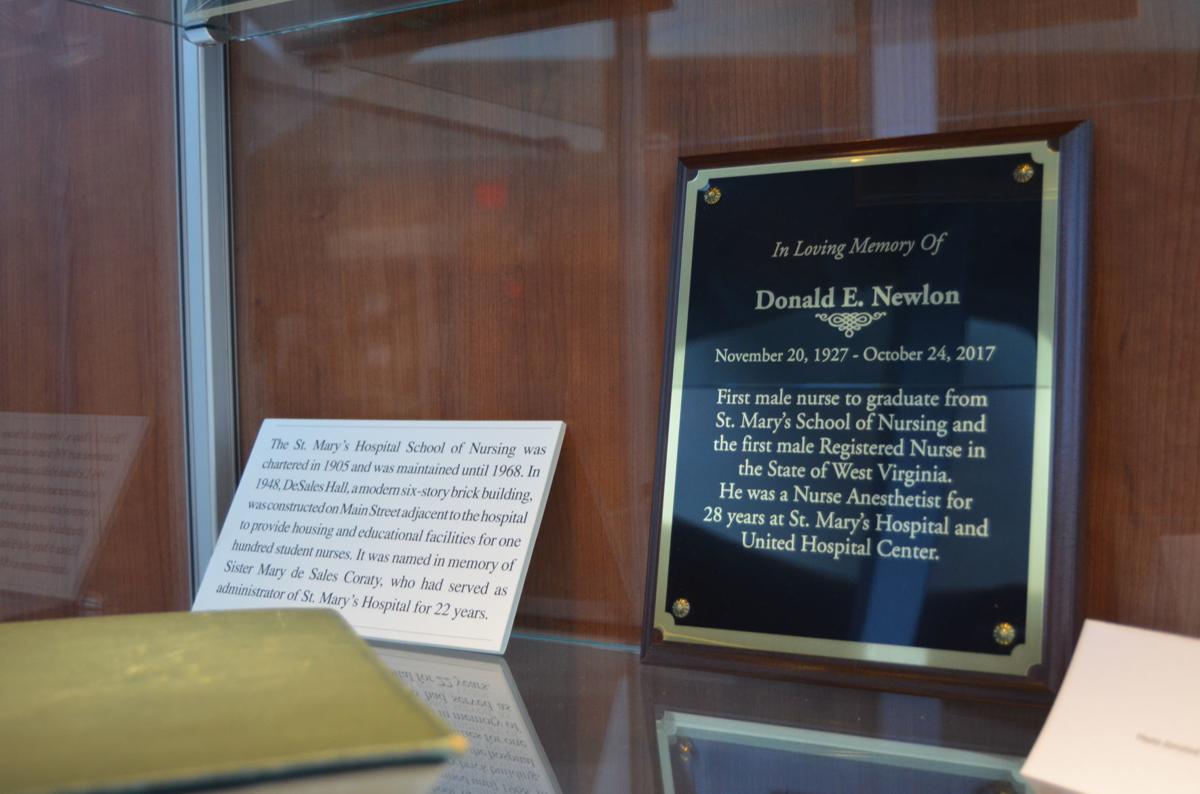 The St. Mary's Hospital School of Nursing was
chartered in 1905 and was maintained until 1968. In
1948, DeSales Hall, a modern six-story brick building,
was constructed on Main Street adjacent to the hospital
to provide housing and educational facilities for one
hundred student nurses. It was named in memory of
Sister Mary de Sales Coraty, who had served as
administrator of St. Mary's Hospital for 22 years.
In Loving Memory Of
Donald E. Newlon
November 20, 1927 - October 24, 2017
First male nurse to graduate from
St. Mary's School of Nursing and
the first male Registered Nurse in
the State of West Virginia.
He was a Nurse Anesthetist for
28 years at St. Mary's Hospital and
United Hospital Center.